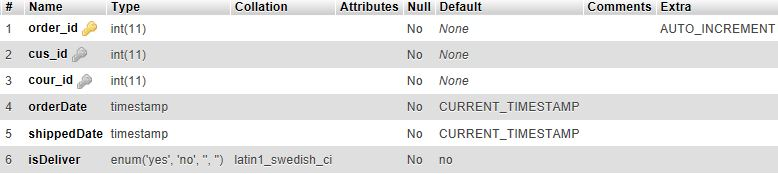 # Name Type Collation Attributes Null Default Comments Extra
1 order_id int(11) No None AUTO_INCREMENT
2 cus_id int(11) No None
3 cour_id int(11) No None
4 orderDate timestamp No CURRENT_TIMESTAMP
5 shippedDate timestamp No CURRENT_TIMESTAMP
6 isDeliver enum('yes', 'no', '', '') latin1_swedish_ci No no